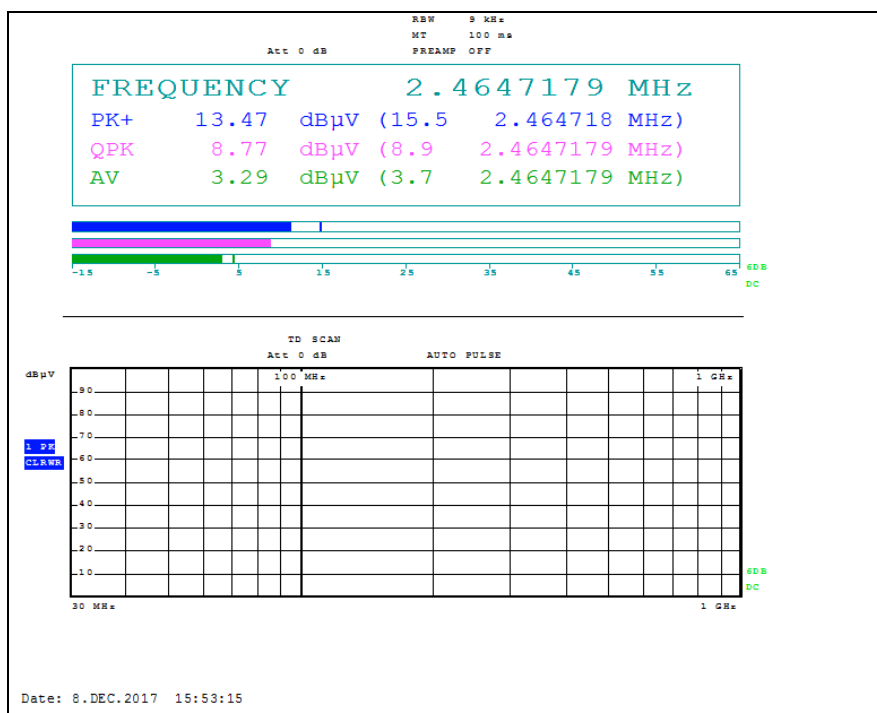 RBW 9 kHz
MT 100 ms
Att 0 dB PREAMP OFF
FREQUENCY 2.4647179 MHz
PK+ 13.47 dBµV (15.5 2.464718 MHz)
QPK 8.77 dBµV (8.9 2.4647179 MHz)
AV 3.29 dBµV (3.7 2.4647179 MHz)
-15 -5 5 15 25 35 45 55 65
6DB
DC
TD SCAN
Att 0 dB AUTO PULSE
dBµV
100 MHz 1 GHz
90
80
70
1 PK
CLRWR
60
50
40
30
20
10
6DB
DC
30 MHz 1 GHz
Date: 8.DEC.2017 15:53:15